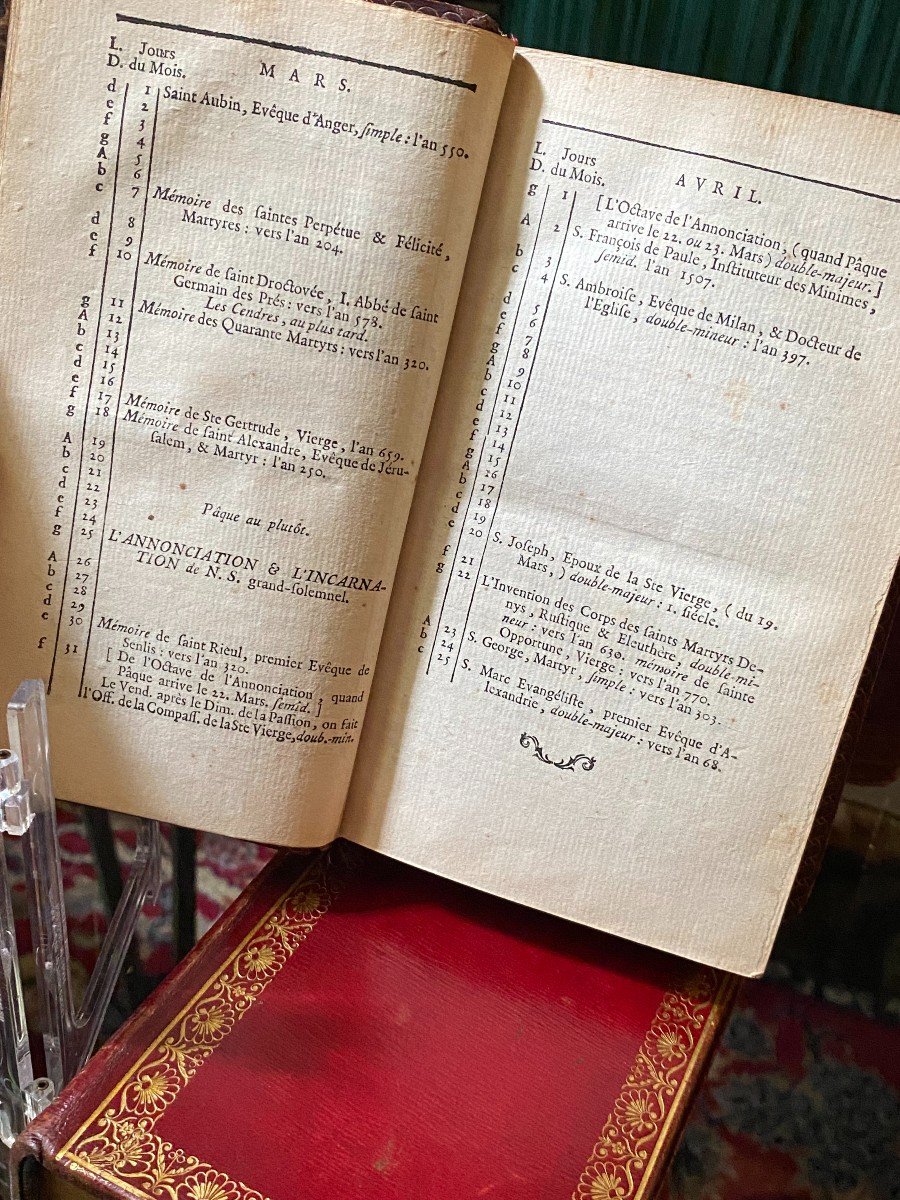 L. Jours
D. du Mois.
MARS.
d 1 Saint Aubin, Evêque d'Anger, ſimple : l'an 550.
e 2
f 3
g 4
A 5
b 6
c 7 Mémoire des ſaintes Perpétue & Félicité,
Martyres : vers l'an 204.
d 8
e 9
f 10 Mémoire de ſaint Droctovée, I. Abbé de ſaint
Germain des Prés : vers l'an 578.
Les Cendres, au plus tard.
g 11 Mémoire des Quarante Martyrs : vers l'an 320.
A 12
b 13
c 14
d 15
e 16
f 17 Mémoire de Ste Gertrude, Vierge, l'an 659.
g 18 Mémoire de ſaint Alexandre, Evêque de Jéru-
ſalem, & Martyr : l'an 250.
A 19
b 20
c 21
d 22 Pâque au plutôt.
e 23
f 24
g 25 L'ANNONCIATION & L'INCARNA-
TION de N. S. grand-ſolemnel.
A 26
b 27
c 28
d 29
e 30 Mémoire de ſaint Rieul, premier Evêque de
Senlis : vers l'an 320.
f 31 [ De l'Octave de l'Annonciation, quand
Pâque arrive le 22. Mars. ſemid. ]
Le Vend. après le Dim. de la Paſſion, on fait
l'Off. de la Compaſſ. de la Ste Vierge, doub.-min.
L. Jours
D. du Mois.
AVRIL.
g 1 [ L'Octave de l'Annonciation, (quand Pâque
arrive le 22. ou 23. Mars) double-majeur. ]
A 2 S. François de Paule, Inſtituteur des Minimes,
ſemid. l'an 1507.
b 3
c 4 S. Ambroiſe, Evêque de Milan, & Docteur de
l'Egliſe, double-mineur : l'an 397.
d 5
e 6
f 7
g 8
A 9
b 10
c 11
d 12
e 13
f 14
g 15
A 16
b 17
c 18
d 19
e 20 S. Joſeph, Epoux de la Ste Vierge, ( du 19.
Mars, ) double-majeur : 1. ſiécle.
f 21
g 22 L'Invention des Corps des ſaints Martyrs De-
nys, Ruſtique & Eleuthére, double-mi-
neur : vers l'an 630. mémoire de ſainte
Opportune, Vierge : vers l'an 770.
A 23 S. George, Martyr, ſimple : vers l'an 303.
b 24
c 25 S. Marc Evangéliſte, premier Evêque d'A-
lexandrie, double-majeur : vers l'an 68.